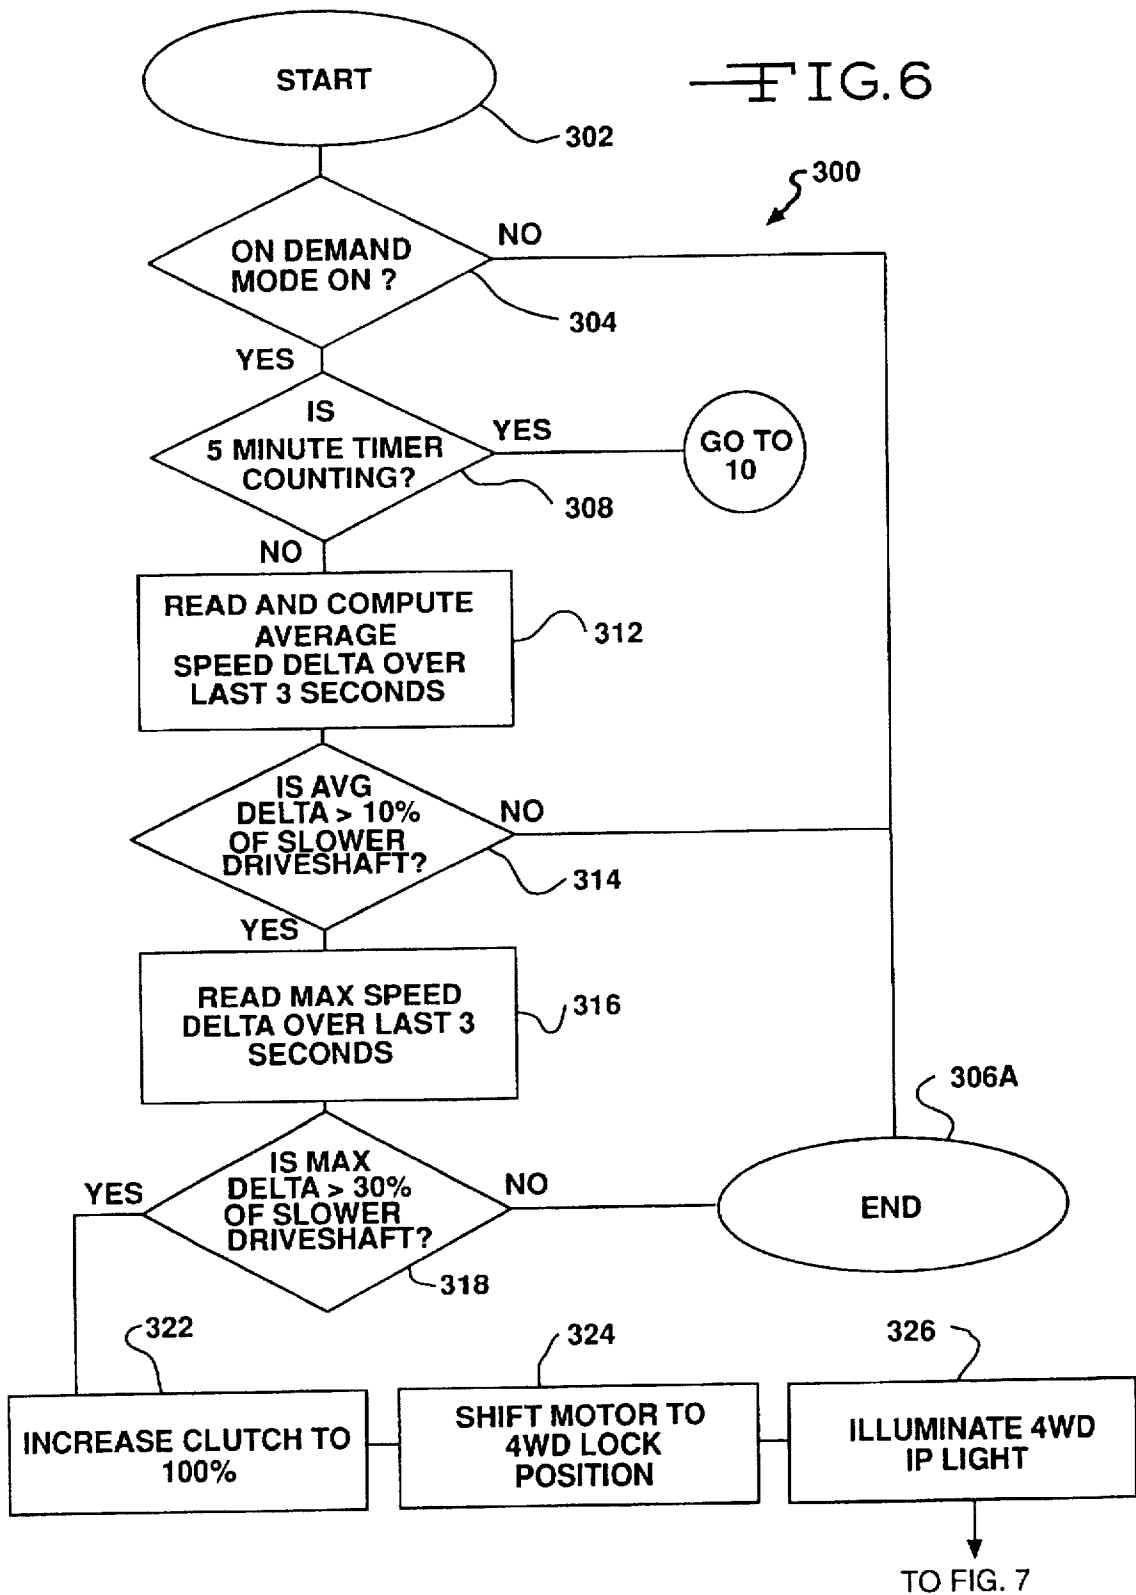 START
FIG.6
302
300
ON DEMAND
MODE ON ?
NO
304
YES
IS
5 MINUTE TIMER
COUNTING?
YES
GO TO
10
308
NO
READ AND COMPUTE
AVERAGE
SPEED DELTA OVER
LAST 3 SECONDS
312
IS AVG
DELTA > 10%
OF SLOWER
DRIVESHAFT?
NO
314
YES
READ MAX SPEED
DELTA OVER LAST 3
SECONDS
316
306A
IS MAX
DELTA > 30%
OF SLOWER
DRIVESHAFT?
YES
NO
END
318
322
324
326
INCREASE CLUTCH TO
100%
SHIFT MOTOR TO
4WD LOCK
POSITION
ILLUMINATE 4WD
IP LIGHT
TO FIG. 7